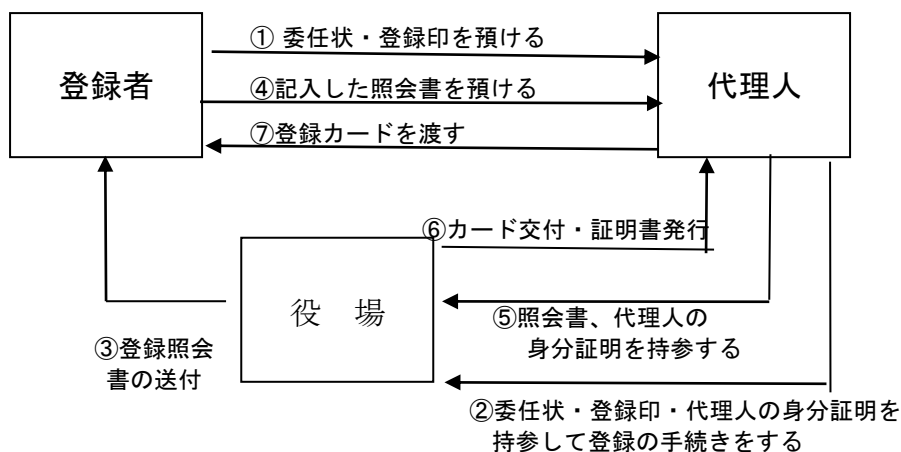 ① 委任状・登録印を預ける
登録者
代理人
④記入した照会書を預ける
⑦登録カードを渡す
⑥カード交付・証明書発行
役　場
⑤照会書、代理人の
身分証明を持参する
③登録照会
書の送付
②委任状・登録印・代理人の身分証明を
持参して登録の手続きをする